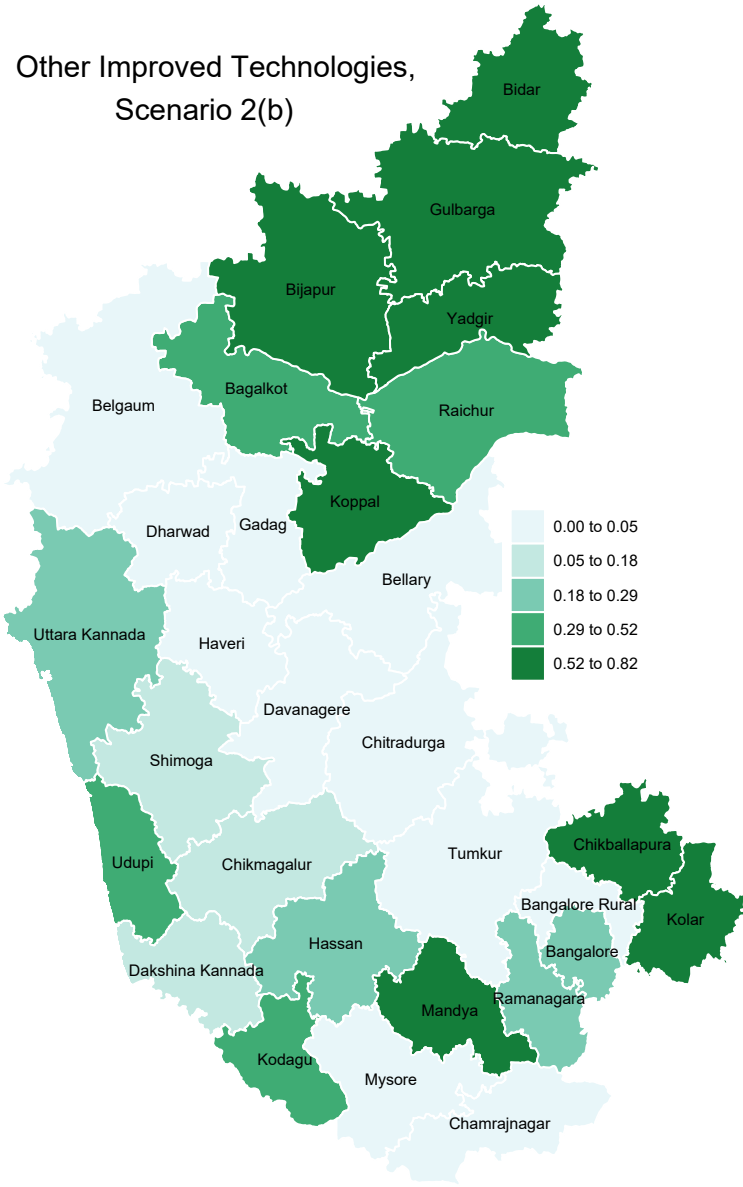 Other Improved Technologies,
Scenario 2(b)
Bidar
Gulbarga
Bijapur
Yadgir
Bagalkot
Belgaum
Raichur
Koppal
Gadag
Dharwad
Bellary
0.00 to 0.05
0.05 to 0.18
0.18 to 0.29
0.29 to 0.52
0.52 to 0.82
Uttara Kannada
Haveri
Davanagere
Chitradurga
Shimoga
Tumkur
Chikballapura
Udupi
Chikmagalur
Bangalore Rural
Kolar
Hassan
Bangalore
Dakshina Kannada
Ramanagara
Mandya
Kodagu
Mysore
Chamrajnagar